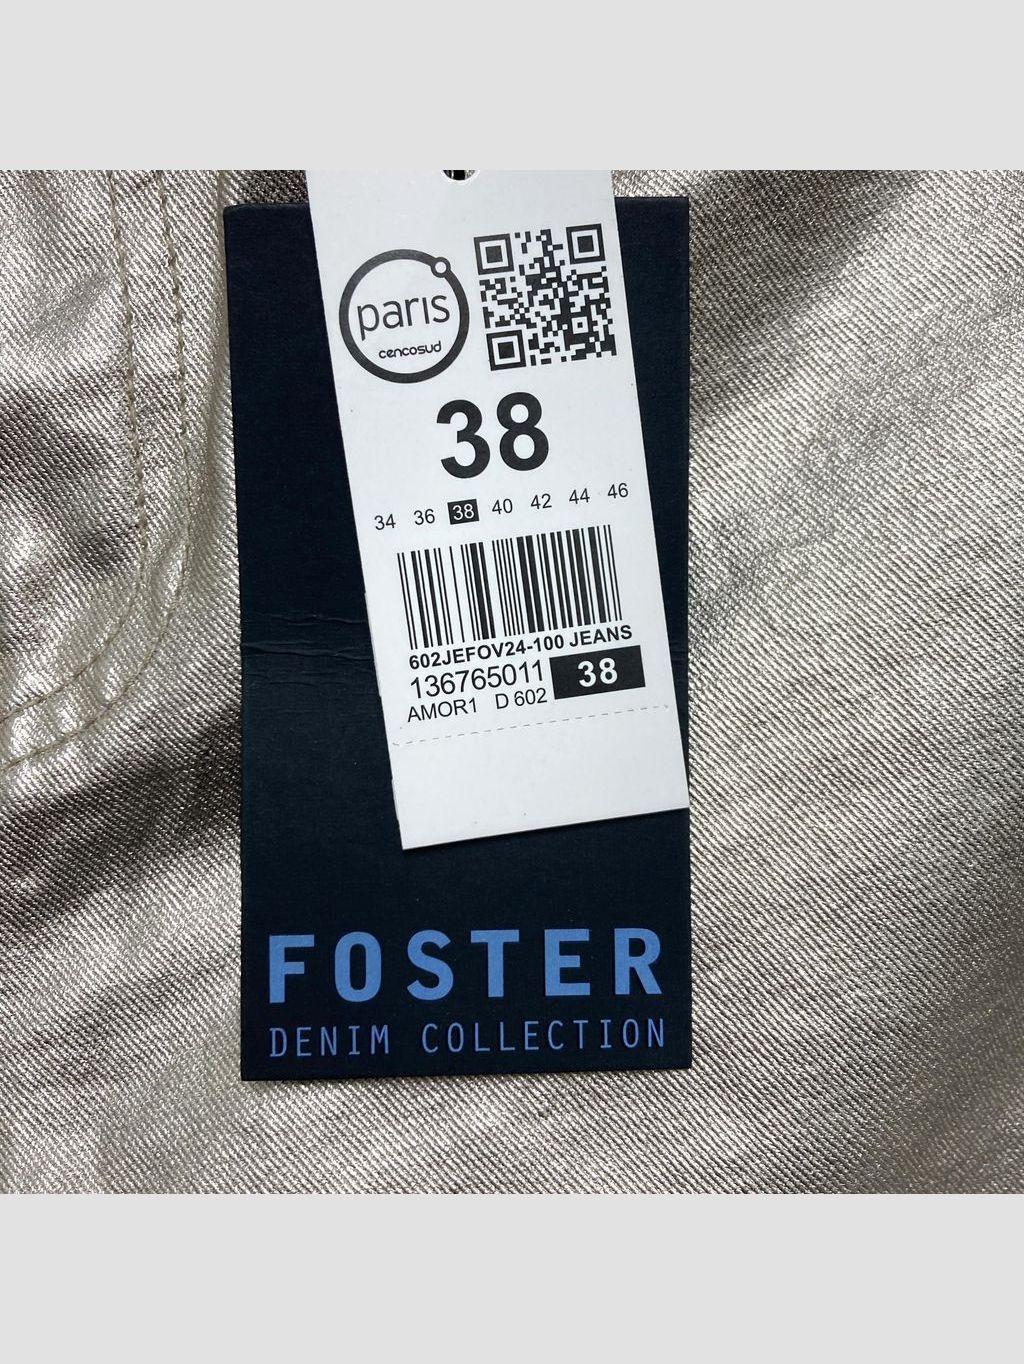 paris
cencosud
38
34 36 38 40 42 44 46
602JEFOV24-100 JEANS
136765011 38
AMOR1 D 602
FOSTER
DENIM COLLECTION